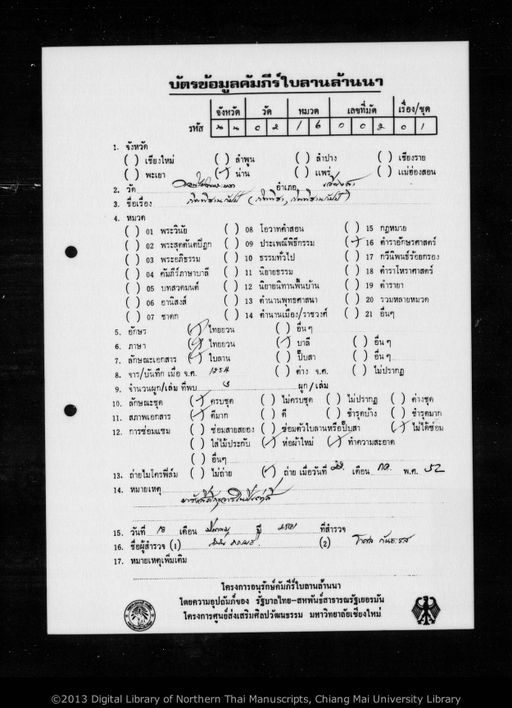 บัตรข้อมูลคัมภีร์ใบลานล้านนา
จังหวัด วัด หมวด เลขที่มัด เรื่อง/ชุด
รหัส น น 0 2 1 6 0 0 2 0 1
1. จังหวัด
( ) เชียงใหม่ ( ) ลำพูน ( ) ลำปาง ( ) เชียงราย
( ) พะเยา (✓) น่าน ( ) แพร่ ( ) แม่ฮ่องสอน
2. วัด อำเภอ
3. ชื่อเรื่อง
4. หมวด
( ) 01 พระวินัย ( ) 08 โอวาทคำสอน ( ) 15 กฎหมาย
( ) 02 พระสุตตันตปิฎก ( ) 09 ประเพณีพิธีกรรม (✓) 16 ตำราอักษรศาสตร์
( ) 03 พระอภิธรรม ( ) 10 ธรรมทั่วไป ( ) 17 กวีนิพนธ์ร้อยกรอง
( ) 04 คัมภีร์ภาษาบาลี ( ) 11 นิยายธรรม ( ) 18 ตำราโหราศาสตร์
( ) 05 บทสวดมนต์ ( ) 12 นิยายนิทานพื้นบ้าน ( ) 19 ตำรายา
( ) 06 อานิสงส์ ( ) 13 ตำนานพุทธศาสนา ( ) 20 รวมหลายหมวด
( ) 07 ชาดก ( ) 14 ตำนานเมือง/ราชวงศ์ ( ) 21 อื่นๆ
5. อักษร (✓) ไทยยวน ( ) อื่น ๆ
6. ภาษา (✓) ไทยยวน (✓) บาลี ( ) อื่น ๆ
7. ลักษณะเอกสาร (✓) ใบลาน ( ) ปั๊บสา ( ) อื่น ๆ
8. จาร/บันทึก เมื่อ จ.ศ. ( ) ต่าง จ.ศ. ( ) ไม่ปรากฏ
9. จำนวนผูก/เล่ม ที่พบ ผูก/เล่ม
10. ลักษณะชุด (✓) ครบชุด ( ) ไม่ครบชุด ( ) ไม่ปรากฏ ( ) ต่างชุด
11. สภาพเอกสาร (✓) ดีมาก ( ) ดี ( ) ชำรุดบ้าง ( ) ชำรุดมาก
12. การซ่อมแซม ( ) ซ่อมสายสยอง ( ) ซ่อมตัวใบลานหรือปั๊บสา (✓) ไม่ได้ซ่อม
( ) ใส่ไม้ประกับ (✓) ห่อผ้าใหม่ (✓) ทำความสะอาด
( ) อื่นๆ
13. ถ่ายไมโครฟิล์ม ( ) ไม่ถ่าย (✓) ถ่าย เมื่อวันที่ เดือน พ.ศ. 52
14. หมายเหตุ
15. วันที่ เดือน ปี ที่สำรวจ
16. ชื่อผู้สำรวจ (1) (2)
17. หมายเหตุเพิ่มเติม
โครงการอนุรักษ์คัมภีร์ใบลานล้านนา
โดยความอุปถัมภ์ของ รัฐบาลไทย-สหพันธ์สาธารณรัฐเยอรมัน
โครงการศูนย์ส่งเสริมศิลปวัฒนธรรม มหาวิทยาลัยเชียงใหม่
©2013 Digital Library of Northern Thai Manuscripts, Chiang Mai University Library